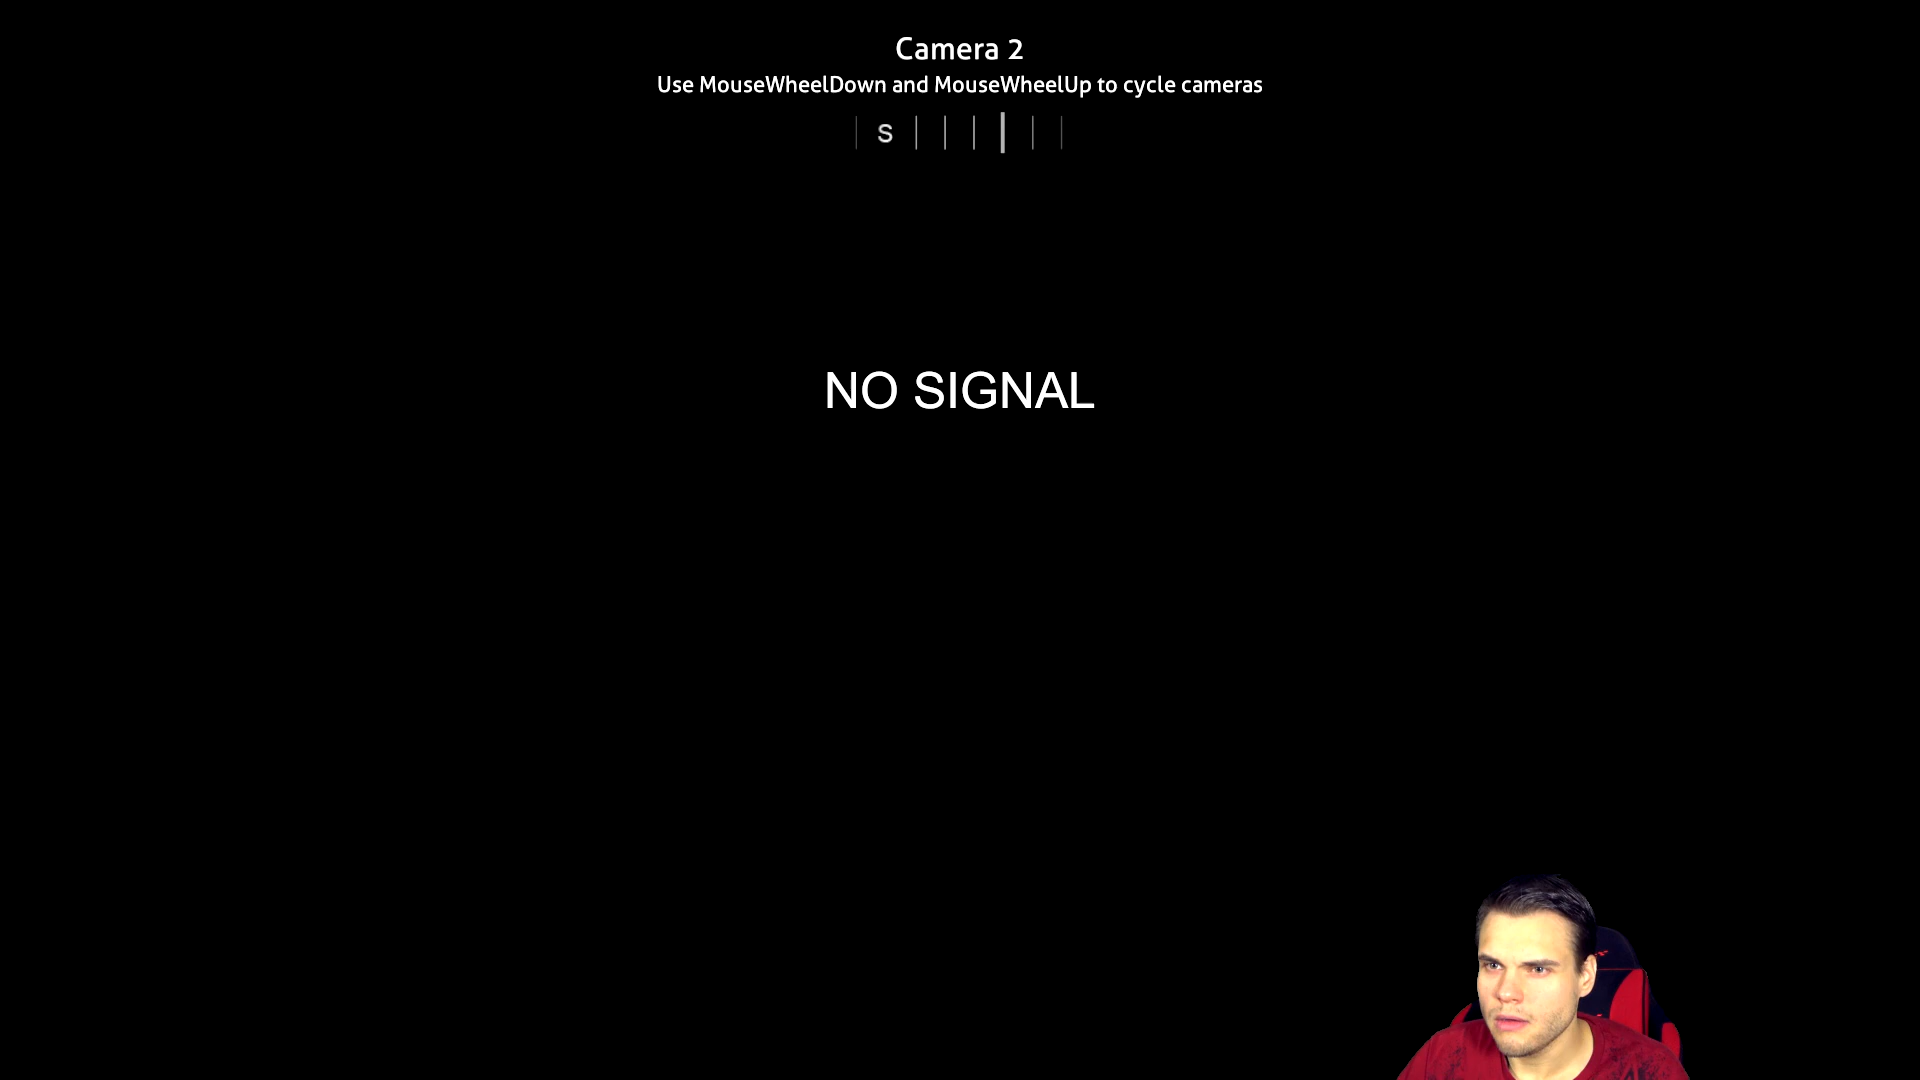 Camera 2
Use MouseWheelDown and MouseWheelUp to cycle cameras
S
NO SIGNAL